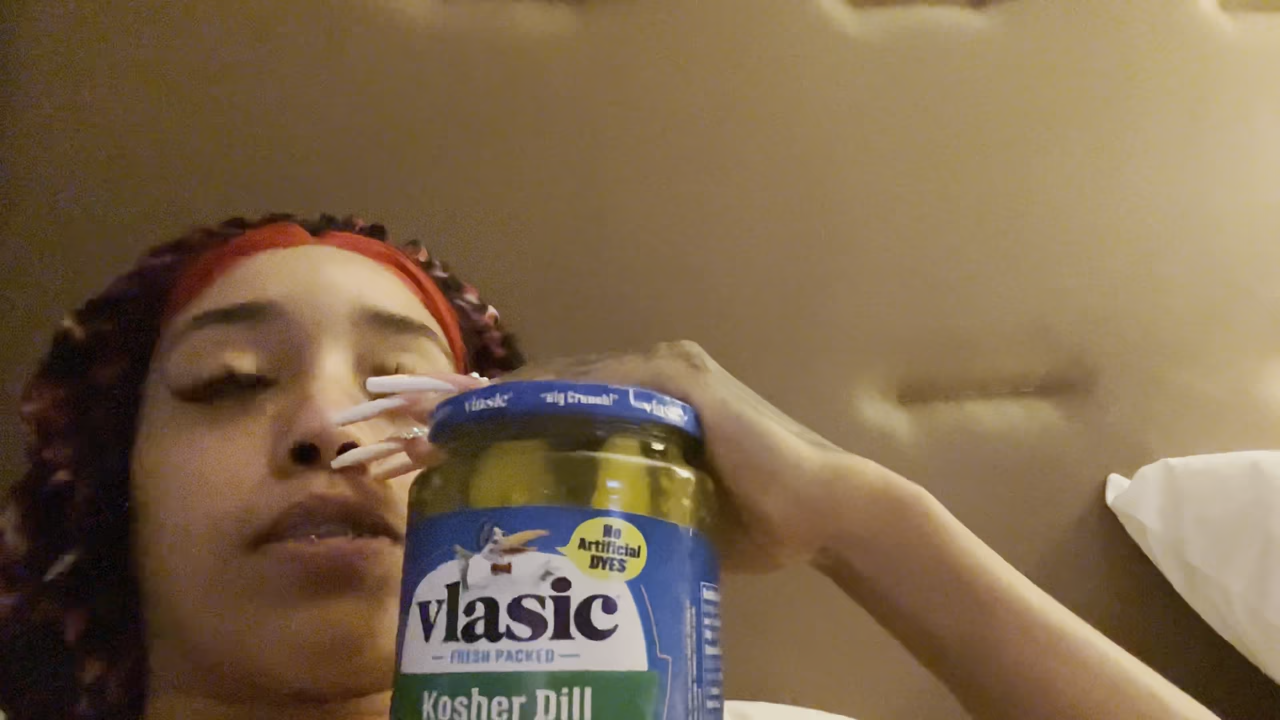 vlasic "Big Crunch!" vlasic
No
Artificial
DYES
vlasic
FRESH PACKED
Kosher Dill